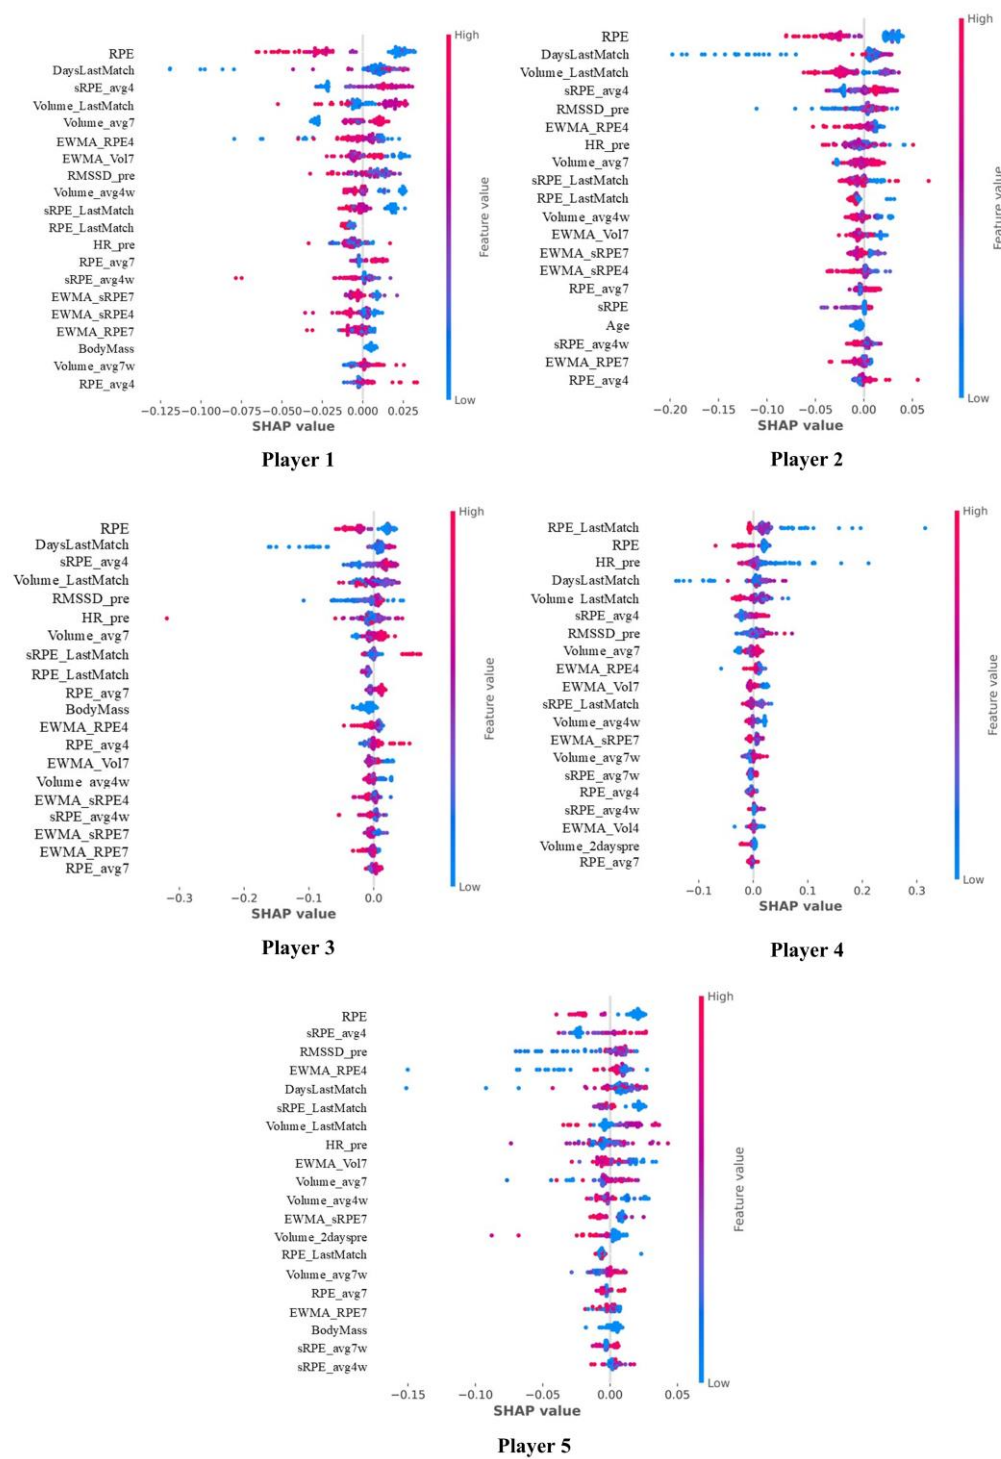 High
RPE
DaysLastMatch
sRPE_avg4
Volume_LastMatch
Volume_avg7
EWMA_RPE4
EWMA_Vol7
RMSSD_pre
Volume_avg4w
sRPE_LastMatch
RPE_LastMatch
HR_pre
RPE_avg7
sRPE_avg4w
EWMA_sRPE7
EWMA_sRPE4
EWMA_RPE7
BodyMass
Volume_avg7w
RPE_avg4
Feature value
Low
−0.125 −0.100 −0.075 −0.050 −0.025 0.000 0.025
SHAP value
Player 1
High
RPE
DaysLastMatch
Volume_LastMatch
sRPE_avg4
RMSSD_pre
EWMA_RPE4
HR_pre
Volume_avg7
sRPE_LastMatch
RPE_LastMatch
Volume_avg4w
EWMA_Vol7
EWMA_sRPE7
EWMA_sRPE4
RPE_avg7
sRPE
Age
sRPE_avg4w
EWMA_RPE7
RPE_avg4
Feature value
Low
−0.20 −0.15 −0.10 −0.05 0.00 0.05
SHAP value
Player 2
High
RPE
DaysLastMatch
sRPE_avg4
Volume_LastMatch
RMSSD_pre
HR_pre
Volume_avg7
sRPE_LastMatch
RPE_LastMatch
RPE_avg7
BodyMass
EWMA_RPE4
RPE_avg4
EWMA_Vol7
Volume_avg4w
EWMA_sRPE4
sRPE_avg4w
EWMA_sRPE7
EWMA_RPE7
RPE_avg7
Feature value
Low
−0.3 −0.2 −0.1 0.0
SHAP value
Player 3
High
RPE_LastMatch
RPE
HR_pre
DaysLastMatch
Volume_LastMatch
sRPE_avg4
RMSSD_pre
Volume_avg7
EWMA_RPE4
EWMA_Vol7
sRPE_LastMatch
Volume_avg4w
EWMA_sRPE7
Volume_avg7w
sRPE_avg7w
RPE_avg4
sRPE_avg4w
EWMA_Vol4
Volume_2dayspre
RPE_avg7
Feature value
Low
−0.1 0.0 0.1 0.2 0.3
SHAP value
Player 4
High
RPE
sRPE_avg4
RMSSD_pre
EWMA_RPE4
DaysLastMatch
sRPE_LastMatch
Volume_LastMatch
HR_pre
EWMA_Vol7
Volume_avg7
Volume_avg4w
EWMA_sRPE7
Volume_2dayspre
RPE_LastMatch
Volume_avg7w
RPE_avg7
EWMA_RPE7
BodyMass
sRPE_avg7w
sRPE_avg4w
Feature value
Low
−0.15 −0.10 −0.05 0.00 0.05
SHAP value
Player 5